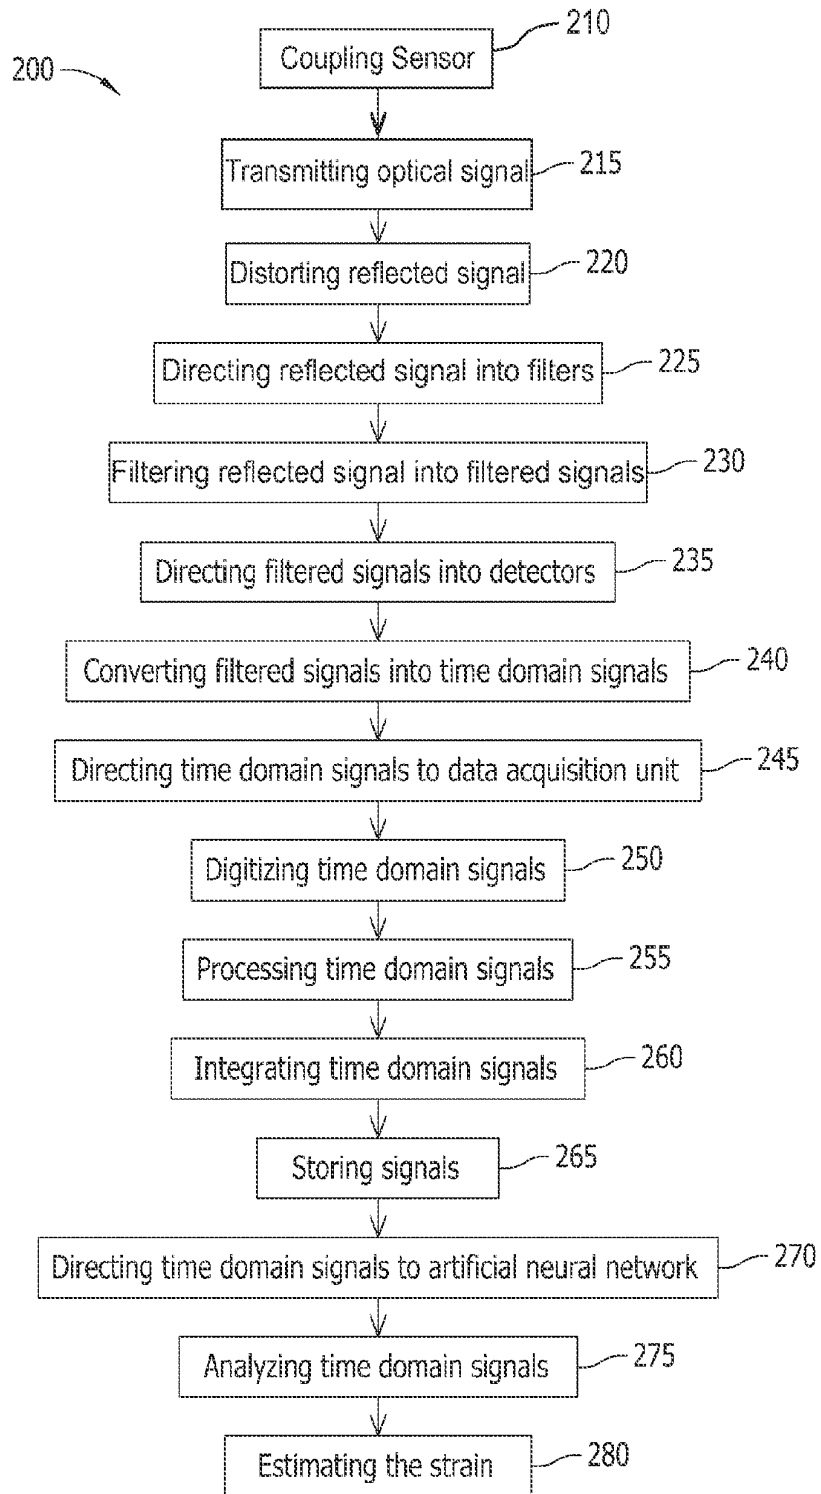 200
Coupling Sensor 210
Transmitting optical signal 215
Distorting reflected signal 220
Directing reflected signal into filters 225
Filtering reflected signal into filtered signals 230
Directing filtered signals into detectors 235
Converting filtered signals into time domain signals 240
Directing time domain signals to data acquisition unit 245
Digitizing time domain signals 250
Processing time domain signals 255
Integrating time domain signals 260
Storing signals 265
Directing time domain signals to artificial neural network 270
Analyzing time domain signals 275
Estimating the strain 280